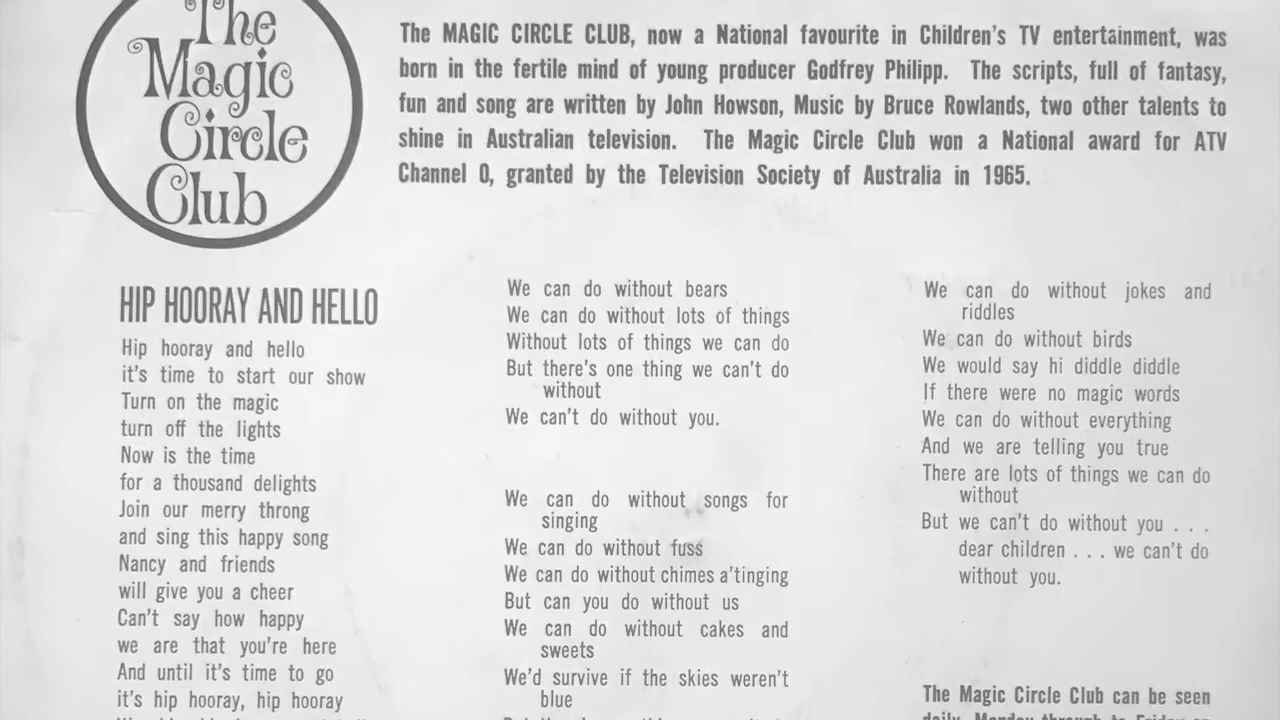 The
Magic
Circle
Club
The MAGIC CIRCLE CLUB, now a National favourite in Children's TV entertainment, was
born in the fertile mind of young producer Godfrey Philipp. The scripts, full of fantasy,
fun and song are written by John Howson, Music by Bruce Rowlands, two other talents to
shine in Australian television. The Magic Circle Club won a National award for ATV
Channel 0, granted by the Television Society of Australia in 1965.
HIP HOORAY AND HELLO
Hip hooray and hello
it's time to start our show
Turn on the magic
turn off the lights
Now is the time
for a thousand delights
Join our merry throng
and sing this happy song
Nancy and friends
will give you a cheer
Can't say how happy
we are that you're here
And until it's time to go
it's hip hooray, hip hooray
We can do without bears
We can do without lots of things
Without lots of things we can do
But there's one thing we can't do
without
We can't do without you.
We can do without songs for
singing
We can do without fuss
We can do without chimes a'tinging
But can you do without us
We can do without cakes and
sweets
We'd survive if the skies weren't
blue
We can do without jokes and
riddles
We can do without birds
We would say hi diddle diddle
If there were no magic words
We can do without everything
And we are telling you true
There are lots of things we can do
without
But we can't do without you . . .
dear children . . . we can't do
without you.
The Magic Circle Club can be seen
daily, Monday through to Friday on